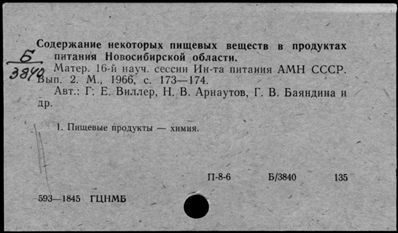 Содержание некоторых пищевых веществ в продуктах
питания Новосибирской области.
Б
3840
Матер. 16-й науч. сессии Ин-та питания АМН СССР.
Вып. 2. М., 1966, с. 173—174.
Авт.: Г. Е. Виллер, Н. В. Арнаутов, Г. В. Баяндина и
др.
1. Пищевые продукты — химия.
П-8-6 Б/3840 135
593—1845 ГЦНМБ